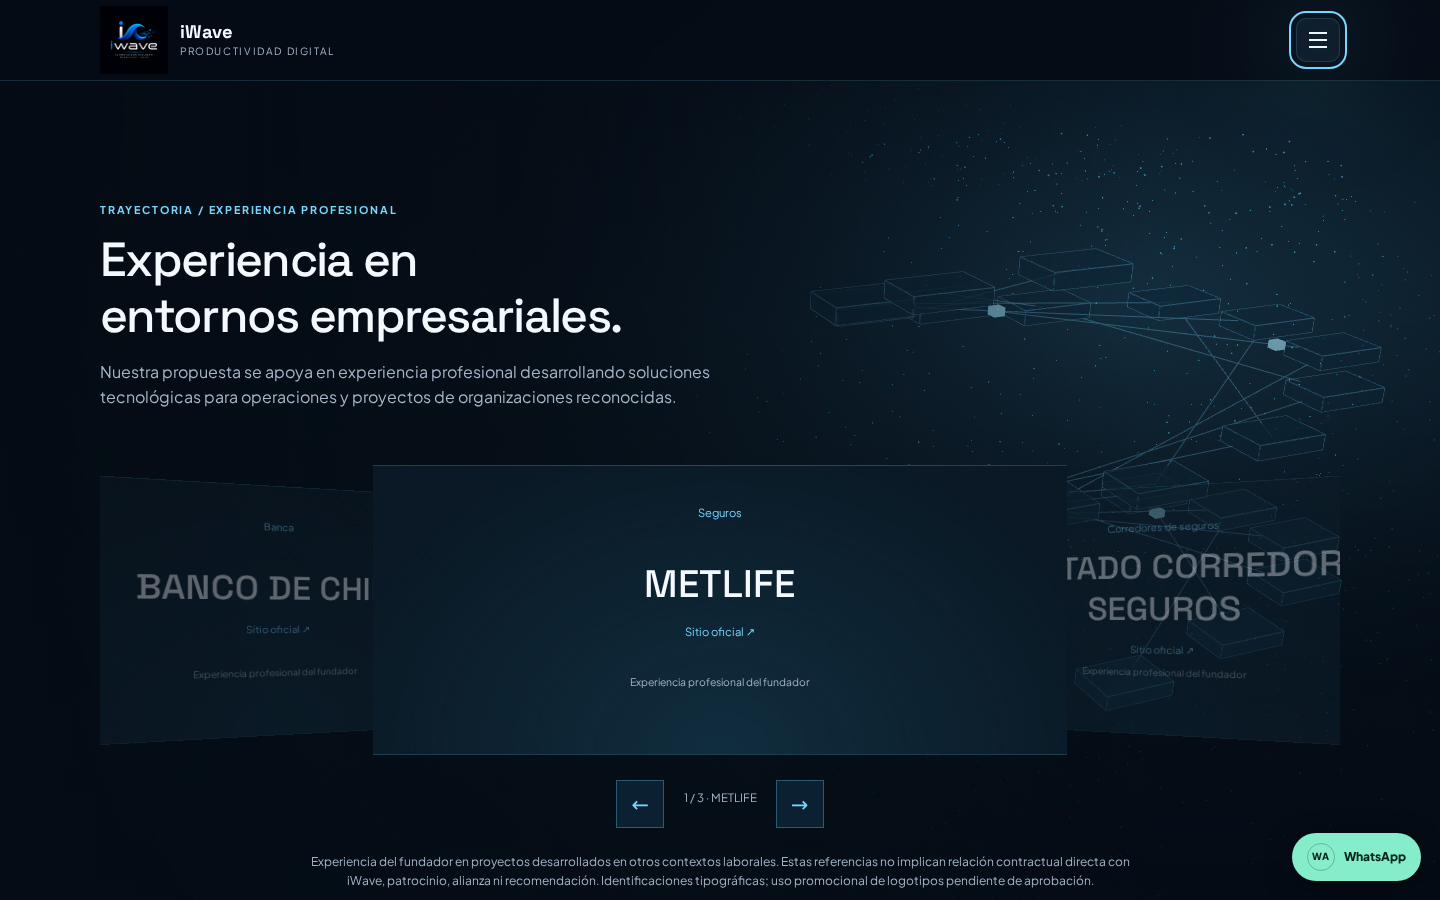 iwave
iWave
PRODUCTIVIDAD DIGITAL
TRAYECTORIA / EXPERIENCIA PROFESIONAL
Experiencia en
entornos empresariales.
Nuestra propuesta se apoya en experiencia profesional desarrollando soluciones
tecnológicas para operaciones y proyectos de organizaciones reconocidas.
Banca
BANCO DE CHI
Sitio oficial ↗
Experiencia profesional del fundador
Seguros
METLIFE
Sitio oficial ↗
Experiencia profesional del fundador
Corredores de seguros
TADO CORREDOR
SEGUROS
Sitio oficial ↗
Experiencia profesional del fundador
← 1 / 3 · METLIFE →
Experiencia del fundador en proyectos desarrollados en otros contextos laborales. Estas referencias no implican relación contractual directa con
iWave, patrocinio, alianza ni recomendación. Identificaciones tipográficas; uso promocional de logotipos pendiente de aprobación.
WA WhatsApp